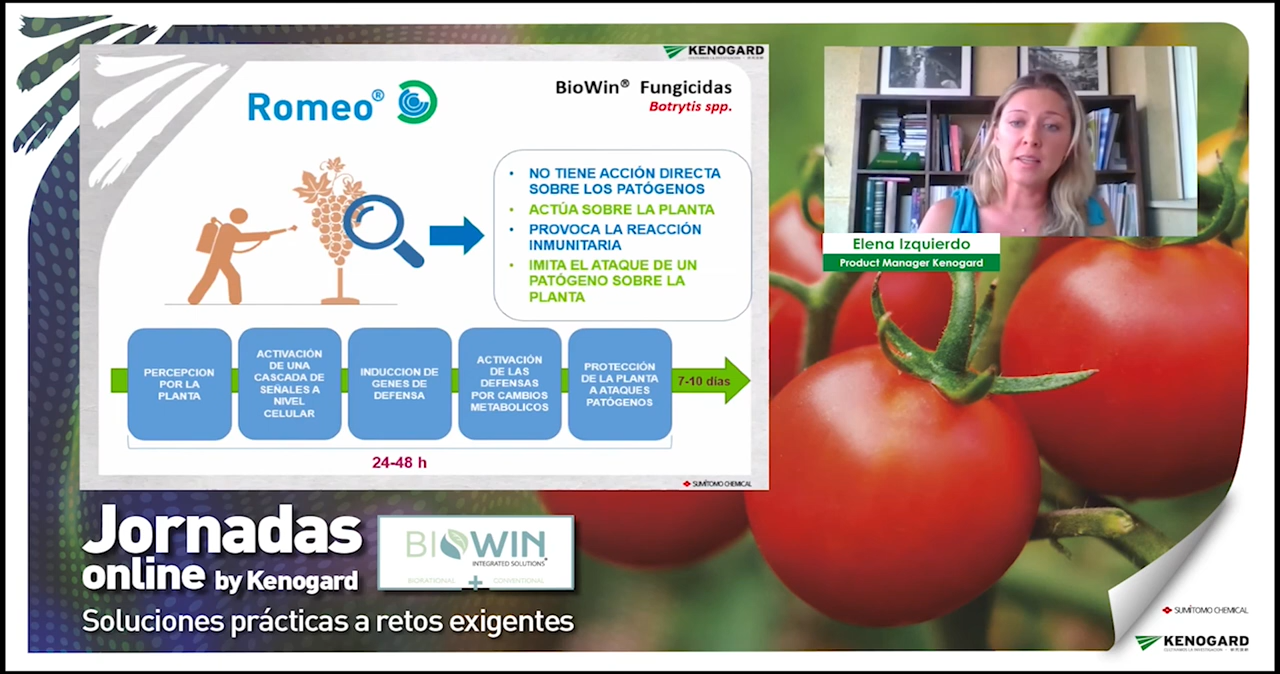 KENOGARD
Romeo®
BioWin® Fungicidas
Botrytis spp.
• NO TIENE ACCIÓN DIRECTA
SOBRE LOS PATÓGENOS
• ACTÚA SOBRE LA PLANTA
• PROVOCA LA REACCIÓN
INMUNITARIA
• IMITA EL ATAQUE DE UN
PATÓGENO SOBRE LA
PLANTA
PERCEPCION
POR LA
PLANTA
ACTIVACIÓN
DE UNA
CASCADA DE
SEÑALES A
NIVEL
CELULAR
INDUCCION DE
GENES DE
DEFENSA
ACTIVACIÓN
DE LAS
DEFENSAS
POR CAMBIOS
METABOLICOS
PROTECCIÓN
DE LA PLANTA
A ATAQUES
PATÓGENOS
7-10 días
24-48 h
SUMITOMO CHEMICAL
Elena Izquierdo
Product Manager Kenogard
Jornadas
online by Kenogard
BIOWIN
INTEGRATED SOLUTIONS
BIORATIONAL + CONVENTIONAL
Soluciones prácticas a retos exigentes
SUMITOMO CHEMICAL
KENOGARD